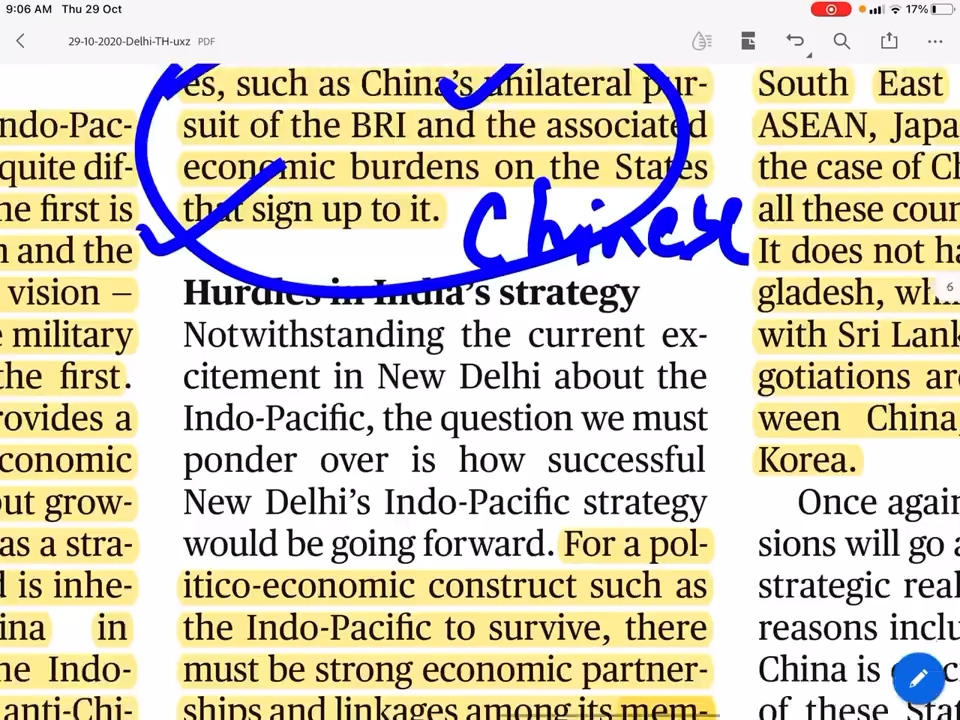 9:06 AM Thu 29 Oct
17%
29-10-2020-Delhi-TH-uxz PDF
ndo-Pac-
quite dif-
ne first is
n and the
vision –
e military
the first.
rovides a
conomic
out grow-
as a stra-
d is inhe-
ina in
ne Indo-
anti-Chi-
es, such as China's unilateral pur-
suit of the BRI and the associated
economic burdens on the States
that sign up to it.
Chinese
Hurdles in India's strategy
Notwithstanding the current ex-
citement in New Delhi about the
Indo-Pacific, the question we must
ponder over is how successful
New Delhi's Indo-Pacific strategy
would be going forward. For a pol-
itico-economic construct such as
the Indo-Pacific to survive, there
must be strong economic partner-
ships and linkages among its mem-
South East
ASEAN, Japa
the case of Ch
all these coun
It does not ha
gladesh, wh
6
with Sri Lank
gotiations are
ween China,
Korea.
Once again
sions will go a
strategic real
reasons inclu
China is
of these Stat